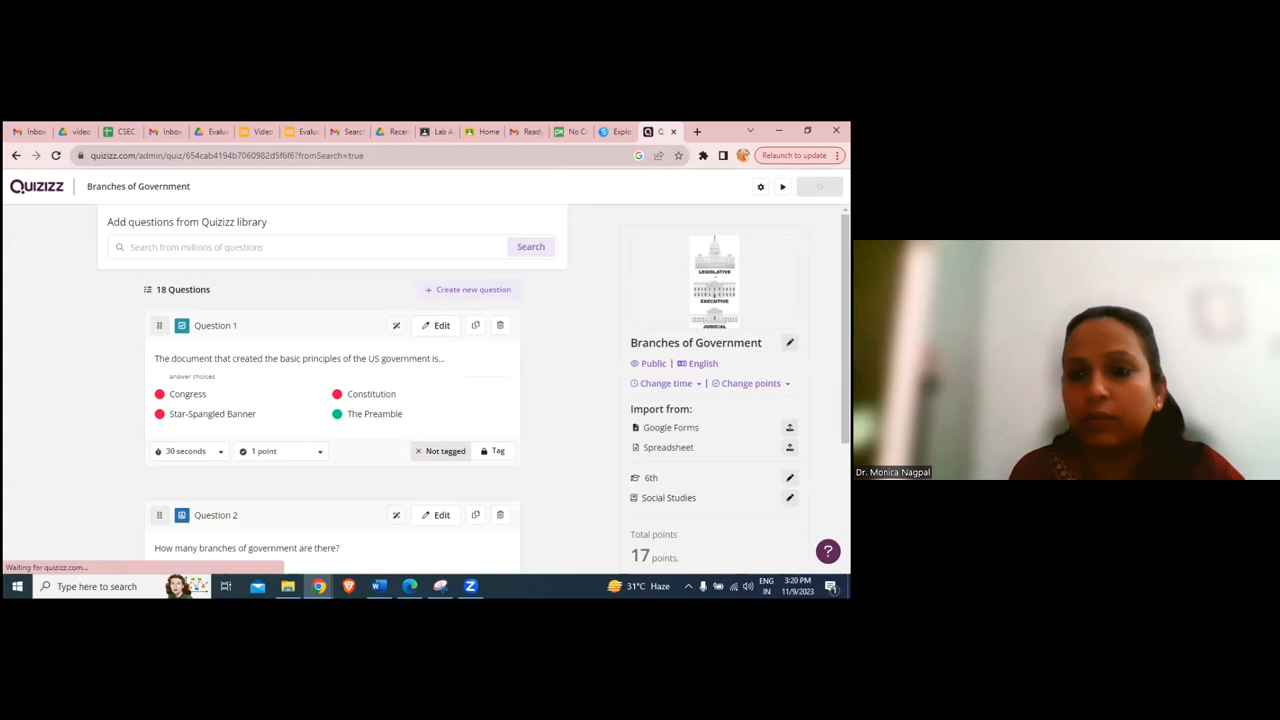 Inbo
video
CSEC
Inbo
Evalu
Video
Evalu
Searc
Recen
Lab A
Home
Ready
No C
Explo
Q
quizizz.com/admin/quiz/654cab4194b7060982d5f6f6?fromSearch=true
Relaunch to update
QUIZIZZ
Branches of Government
Add questions from Quizizz library
Search from millions of questions
Search
18 Questions
+ Create new question
Question 1
Edit
The document that created the basic principles of the US government is...
answer choices
Congress
Constitution
Star-Spangled Banner
The Preamble
30 seconds
1 point
× Not tagged
Tag
Question 2
Edit
How many branches of government are there?
LEGISLATIVE
EXECUTIVE
JUDICIAL
Branches of Government
Public | English
Change time | Change points
Import from:
Google Forms
Spreadsheet
6th
Social Studies
Total points
17 points,
?
Waiting for quizizz.com...
Type here to search
31°C Haze
ENG
IN
3:20 PM
11/9/2023
1
Dr. Monica Nagpal